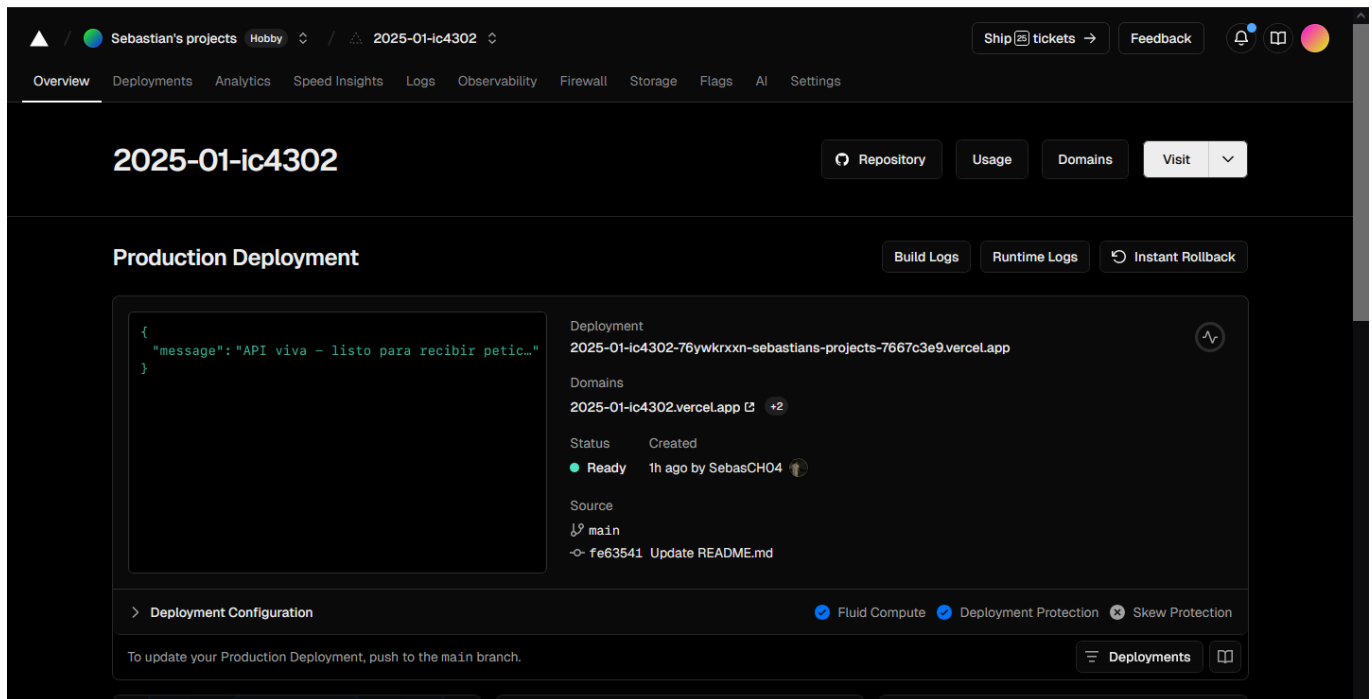 Sebastian's projects Hobby / 2025-01-ic4302 Ship 25 tickets → Feedback
Overview Deployments Analytics Speed Insights Logs Observability Firewall Storage Flags AI Settings
2025-01-ic4302 Repository Usage Domains Visit
Production Deployment Build Logs Runtime Logs Instant Rollback
{
"message": "API viva – listo para recibir petic…"
}
Deployment
2025-01-ic4302-76ywkrxxn-sebastians-projects-7667c3e9.vercel.app
Domains
2025-01-ic4302.vercel.app +2
Status Created
Ready 1h ago by SebasCH04
Source
main
fe63541 Update README.md
Deployment Configuration Fluid Compute Deployment Protection Skew Protection
To update your Production Deployment, push to the main branch. Deployments